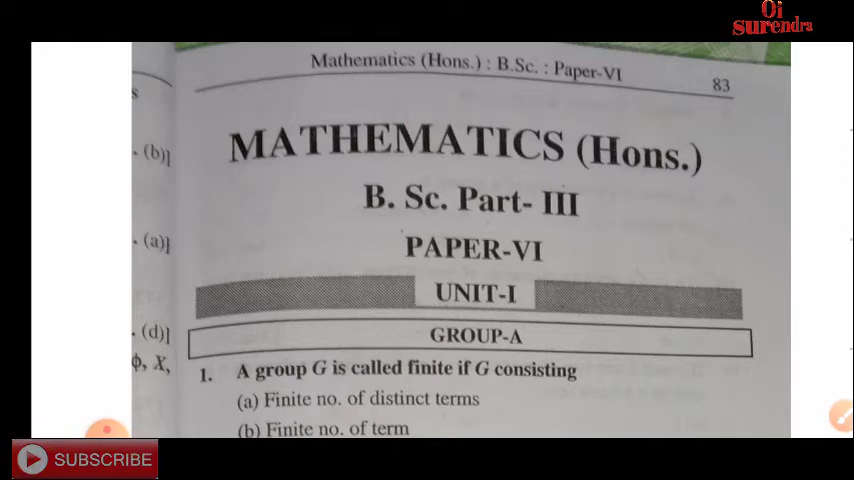 Oi
surendra
Mathematics (Hons.) : B.Sc. : Paper-VI
83
s
. (b)]
MATHEMATICS (Hons.)
B. Sc. Part- III
. (a)]
PAPER-VI
UNIT-I
. (d)]
GROUP-A
ф, X,
1. A group G is called finite if G consisting
(a) Finite no. of distinct terms
(b) Finite no. of term
SUBSCRIBE